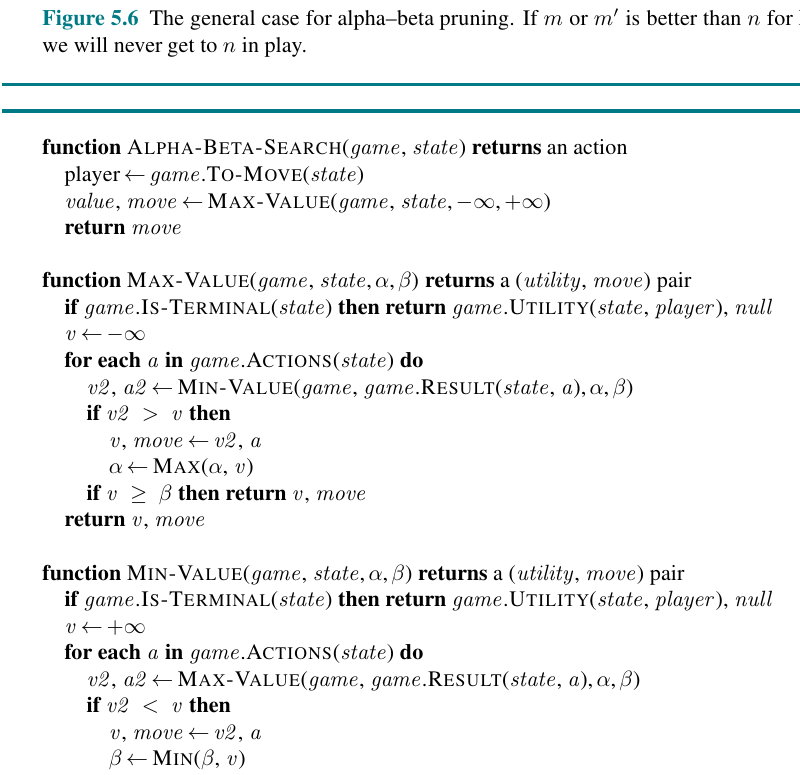 Figure 5.6 The general case for alpha–beta pruning. If m or m′ is better than n for
we will never get to n in play.
function ALPHA-BETA-SEARCH(game, state) returns an action
player ← game.TO-MOVE(state)
value, move ← MAX-VALUE(game, state, −∞, +∞)
return move
function MAX-VALUE(game, state, α, β) returns a (utility, move) pair
if game.IS-TERMINAL(state) then return game.UTILITY(state, player), null
v ← −∞
for each a in game.ACTIONS(state) do
v2, a2 ← MIN-VALUE(game, game.RESULT(state, a), α, β)
if v2 > v then
v, move ← v2, a
α ← MAX(α, v)
if v ≥ β then return v, move
return v, move
function MIN-VALUE(game, state, α, β) returns a (utility, move) pair
if game.IS-TERMINAL(state) then return game.UTILITY(state, player), null
v ← +∞
for each a in game.ACTIONS(state) do
v2, a2 ← MAX-VALUE(game, game.RESULT(state, a), α, β)
if v2 < v then
v, move ← v2, a
β ← MIN(β, v)